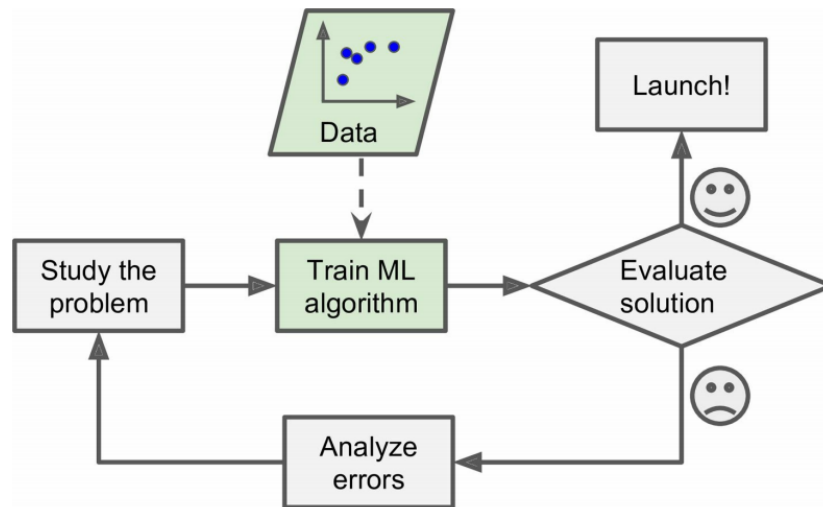 Data
Launch!
Study the
problem
Train ML
algorithm
Evaluate
solution
Analyze
errors